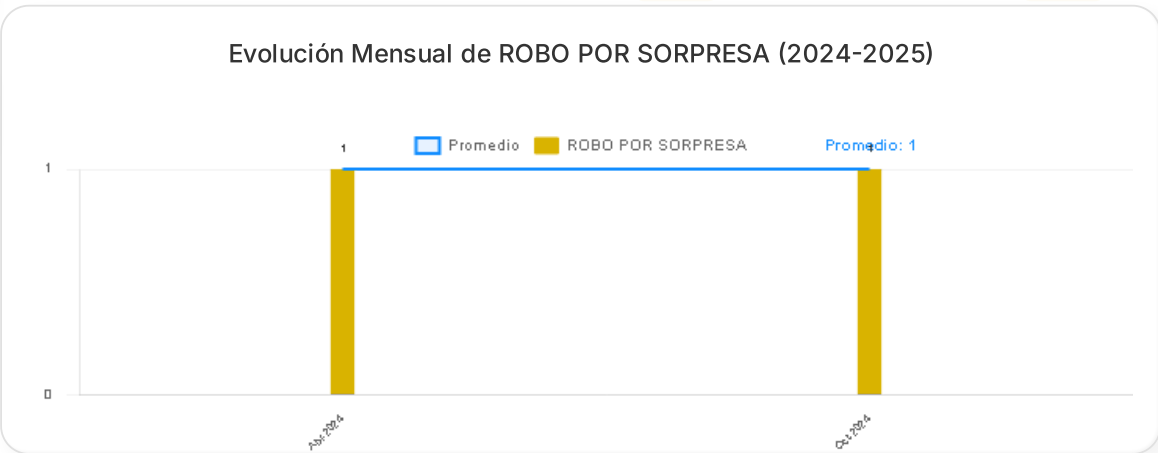 Evolución Mensual de ROBO POR SORPRESA (2024-2025)
Promedio ROBO POR SORPRESA Promedio: 1
1 1
1
0
Abr 2024 Oct 2024